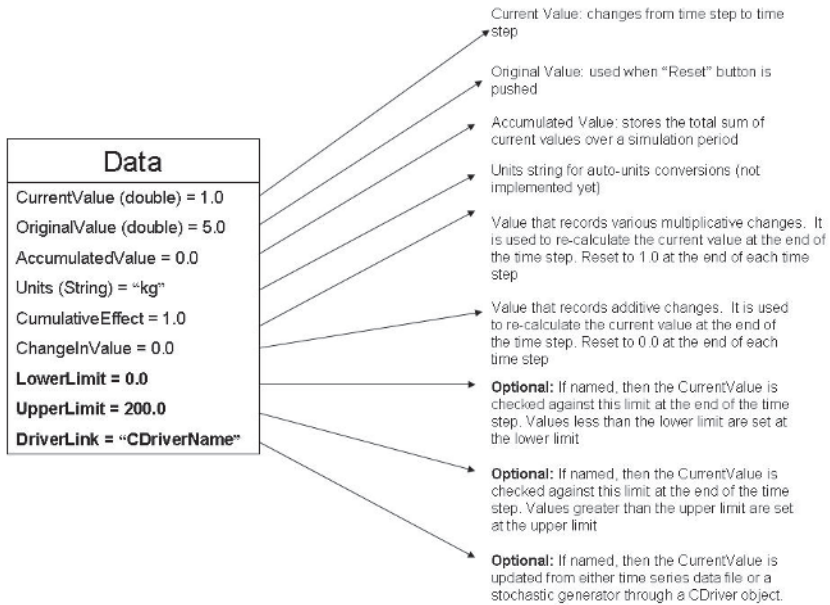 Data
CurrentValue (double) = 1.0
OriginalValue (double) = 5.0
AccumulatedValue = 0.0
Units (String) = “kg”
CumulativeEffect = 1.0
ChangeInValue = 0.0
LowerLimit = 0.0
UpperLimit = 200.0
DriverLink = “CDriverName”
Current Value: changes from time step to time
step
Original Value: used when “Reset” button is
pushed
Accumulated Value: stores the total sum of
current values over a simulation period
Units string for auto-units conversions (not
implemented yet)
Value that records various multiplicative changes. It
is used to re-calculate the current value at the end of
the time step. Reset to 1.0 at the end of each time
step
Value that records additive changes. It is used
to re-calculate the current value at the end of
the time step. Reset to 0.0 at the end of each
time step
Optional: If named, then the CurrentValue is
checked against this limit at the end of the time
step. Values less than the lower limit are set at
the lower limit
Optional: If named, then the CurrentValue is
checked against this limit at the end of the time
step. Values greater than the upper limit are set
at the upper limit
Optional: If named, then the CurrentValue is
updated from either time series data file or a
stochastic generator through a CDriver object.